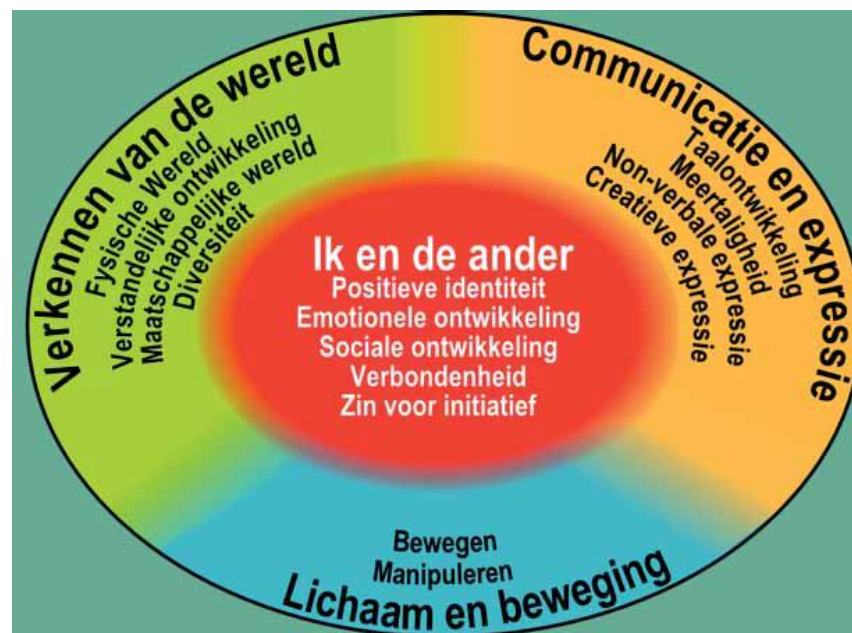 Verkennen van de wereld
Fysische Wereld
Verstandelijke ontwikkeling
Maatschappelijke wereld
Diversiteit
Communicatie en expressie
Taalontwikkeling
Meertaligheid
Non-verbale expressie
Creatieve expressie
Ik en de ander
Positieve identiteit
Emotionele ontwikkeling
Sociale ontwikkeling
Verbondenheid
Zin voor initiatief
Bewegen
Manipuleren
Lichaam en beweging